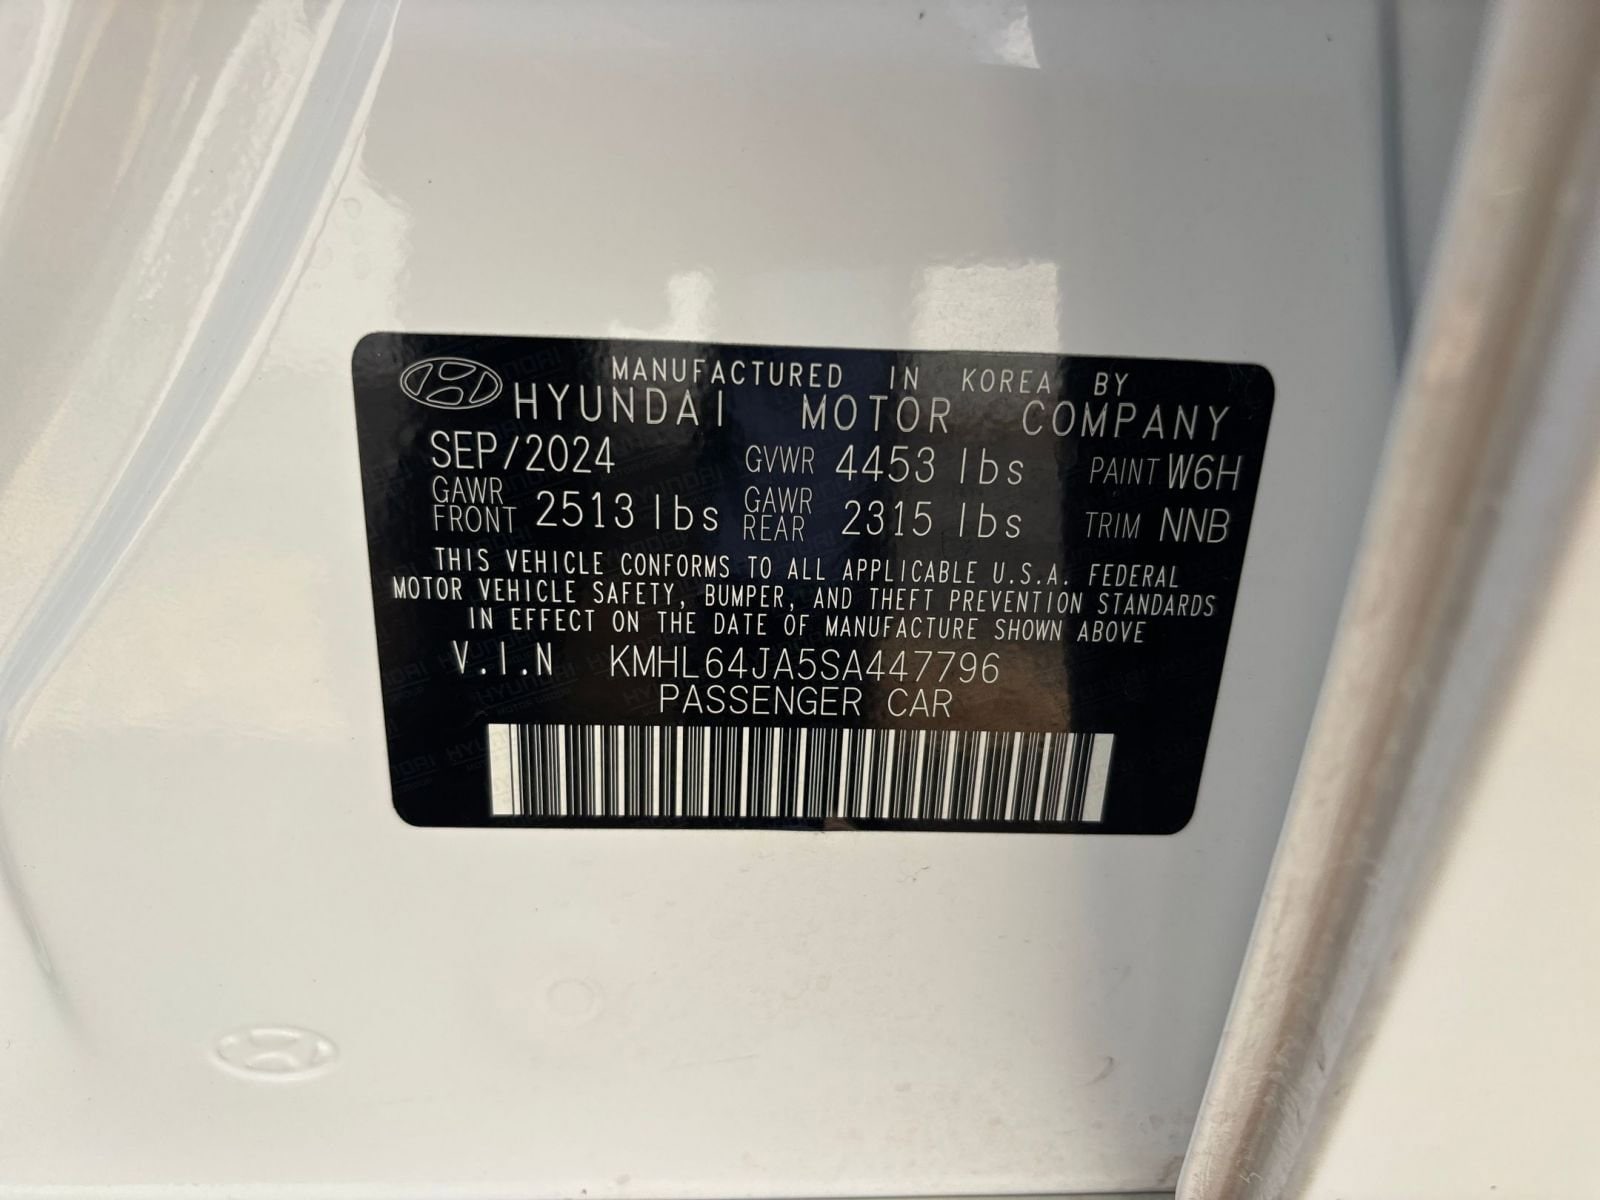 MANUFACTURED IN KOREA BY
HYUNDAI MOTOR COMPANY
SEP/2024 GVWR 4453 lbs PAINT W6H
GAWR FRONT 2513 lbs GAWR REAR 2315 lbs TRIM NNB
THIS VEHICLE CONFORMS TO ALL APPLICABLE U.S.A. FEDERAL
MOTOR VEHICLE SAFETY, BUMPER, AND THEFT PREVENTION STANDARDS
IN EFFECT ON THE DATE OF MANUFACTURE SHOWN ABOVE
V.I.N KMHL64JA5SA447796
PASSENGER CAR